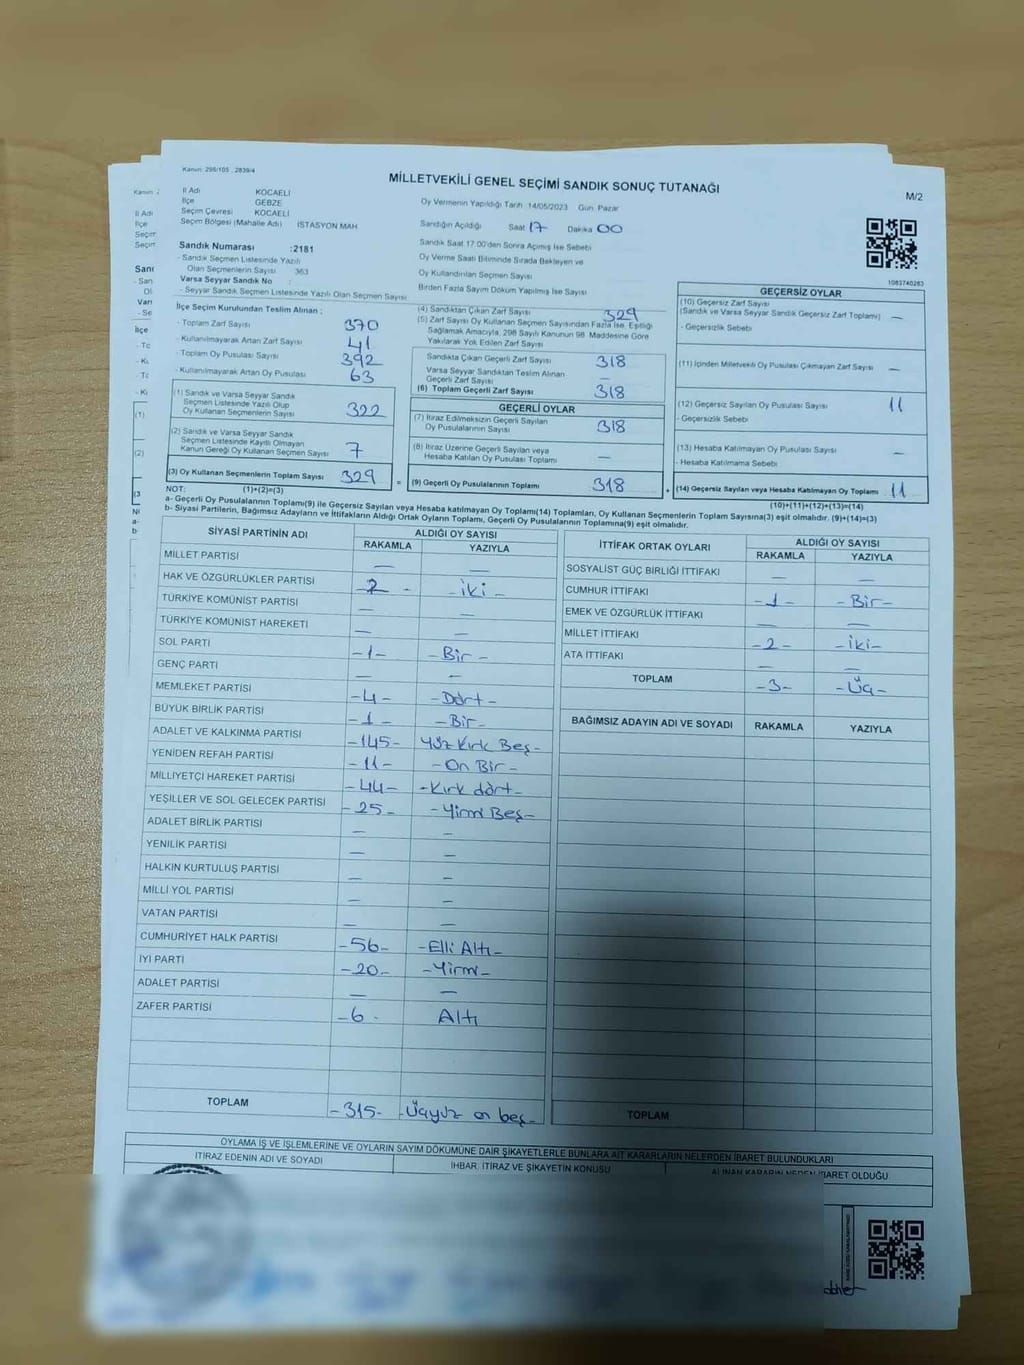 Kanun: 298/105 , 2839/4
MİLLETVEKİLİ GENEL SEÇİMİ SANDIK SONUÇ TUTANAĞI
M/2
İl Adı KOCAELİ
İlçe GEBZE
Seçim Çevresi KOCAELİ
Seçim Bölgesi (Mahalle Adı) İSTASYON MAH
Sandık Numarası :2181
- Sandık Seçmen Listesinde Yazılı
Olan Seçmenlerin Sayısı 363
Varsa Seyyar Sandık No :
- Seyyar Sandık Seçmen Listesinde Yazılı Olan Seçmen Sayısı
Oy Vermenin Yapıldığı Tarih 14/05/2023 Gün Pazar
Sandığın Açıldığı Saat 17 Dakika 00
Sandık Saat 17.00'den Sonra Açılmış İse Sebebi
Oy Verme Saati Bitiminde Sırada Bekleyen ve
Oy Kullandırılan Seçmen Sayısı
Birden Fazla Sayım Döküm Yapılmış İse Sayısı
1083740263
İlçe Seçim Kurulundan Teslim Alınan :
- Toplam Zarf Sayısı 370
- Kullanılmayarak Artan Zarf Sayısı 41
- Toplam Oy Pusulası Sayısı 392
- Kullanılmayarak Artan Oy Pusulası 63
(1) Sandık ve Varsa Seyyar Sandık
Seçmen Listesinde Yazılı Olup
Oy Kullanan Seçmenlerin Sayısı 322
(2) Sandık ve Varsa Seyyar Sandık
Seçmen Listesinde Kayıtlı Olmayan
Kanun Gereği Oy Kullanan Seçmen Sayısı 7
(3) Oy Kullanan Seçmenlerin Toplam Sayısı 329
(4) Sandıktan Çıkan Zarf Sayısı 329
(5) Zarf Sayısı Oy Kullanan Seçmen Sayısından Fazla İse, Eşitliği
Sağlamak Amacıyla, 298 Sayılı Kanunun 98. Maddesine Göre
Yakılarak Yok Edilen Zarf Sayısı
Sandıkta Çıkan Geçerli Zarf Sayısı 318
Varsa Seyyar Sandıktan Teslim Alınan
Geçerli Zarf Sayısı —
(6) Toplam Geçerli Zarf Sayısı 318
GEÇERLİ OYLAR
(7) İtiraz Edilmeksizin Geçerli Sayılan
Oy Pusulalarının Sayısı 318
(8) İtiraz Üzerine Geçerli Sayılan veya
Hesaba Katılan Oy Pusulası Toplamı —
= (9) Geçerli Oy Pusulalarının Toplamı 318
GEÇERSİZ OYLAR
(10) Geçersiz Zarf Sayısı
(Sandık ve Varsa Seyyar Sandık Geçersiz Zarf Toplamı) —
- Geçersizlik Sebebi
(11) İçinden Milletvekili Oy Pusulası Çıkmayan Zarf Sayısı —
(12) Geçersiz Sayılan Oy Pusulası Sayısı 11
- Geçersizlik Sebebi
(13) Hesaba Katılmayan Oy Pusulası Sayısı —
- Hesaba Katılmama Sebebi
+ (14) Geçersiz Sayılan veya Hesaba Katılmayan Oy Toplamı 11
NOT: (1)+(2)=(3) (10)+(11)+(12)+(13)=(14)
a- Geçerli Oy Pusulalarının Toplamı(9) ile Geçersiz Sayılan veya Hesaba Katılmayan Oy Toplamı(14) Toplamları, Oy Kullanan Seçmenlerin Toplam Sayısına(3) eşit olmalıdır. (9)+(14)=(3)
b- Siyasi Partilerin, Bağımsız Adayların ve İttifakların Aldığı Ortak Oyların Toplamı, Geçerli Oy Pusulalarının Toplamına(9) eşit olmalıdır.
SİYASİ PARTİNİN ADI ALDIĞI OY SAYISI
RAKAMLA YAZIYLA
MİLLET PARTİSİ — —
HAK VE ÖZGÜRLÜKLER PARTİSİ 2 - - iki -
TÜRKİYE KOMÜNİST PARTİSİ — —
TÜRKİYE KOMÜNİST HAREKETİ — —
SOL PARTİ -1- -Bir -
GENÇ PARTİ — —
MEMLEKET PARTİSİ -4- -Dört-
BÜYÜK BİRLİK PARTİSİ -1- -Bir-
ADALET VE KALKINMA PARTİSİ -145- Yüz Kırk Beş-
YENİDEN REFAH PARTİSİ -11- -On Bir-
MİLLİYETÇİ HAREKET PARTİSİ -44- -Kırk dört-
YEŞİLLER VE SOL GELECEK PARTİSİ -25- -Yirmi Beş-
ADALET BİRLİK PARTİSİ — —
YENİLİK PARTİSİ — —
HALKIN KURTULUŞ PARTİSİ — —
MİLLİ YOL PARTİSİ — —
VATAN PARTİSİ — —
CUMHURİYET HALK PARTİSİ -56- -Elli Altı-
İYİ PARTİ -20- -Yirmi-
ADALET PARTİSİ — —
ZAFER PARTİSİ -6- Altı
TOPLAM -315- -Üçyüz on beş-
İTTİFAK ORTAK OYLARI ALDIĞI OY SAYISI
RAKAMLA YAZIYLA
SOSYALİST GÜÇ BİRLİĞİ İTTİFAKI — —
CUMHUR İTTİFAKI -1- -Bir-
EMEK VE ÖZGÜRLÜK İTTİFAKI — —
MİLLET İTTİFAKI -2- -iki-
ATA İTTİFAKI — —
TOPLAM -3- -Üç-
BAĞIMSIZ ADAYIN ADI VE SOYADI RAKAMLA YAZIYLA
TOPLAM
OYLAMA İŞ VE İŞLEMLERİNE VE OYLARIN SAYIM DÖKÜMÜNE DAİR ŞİKAYETLERLE BUNLARA AİT KARARLARIN NELERDEN İBARET BULUNDUKLARI
İTİRAZ EDENİN ADI VE SOYADI İHBAR, İTİRAZ VE ŞİKAYETİN KONUSU ALINAN KARARIN NEDEN İBARET OLDUĞU